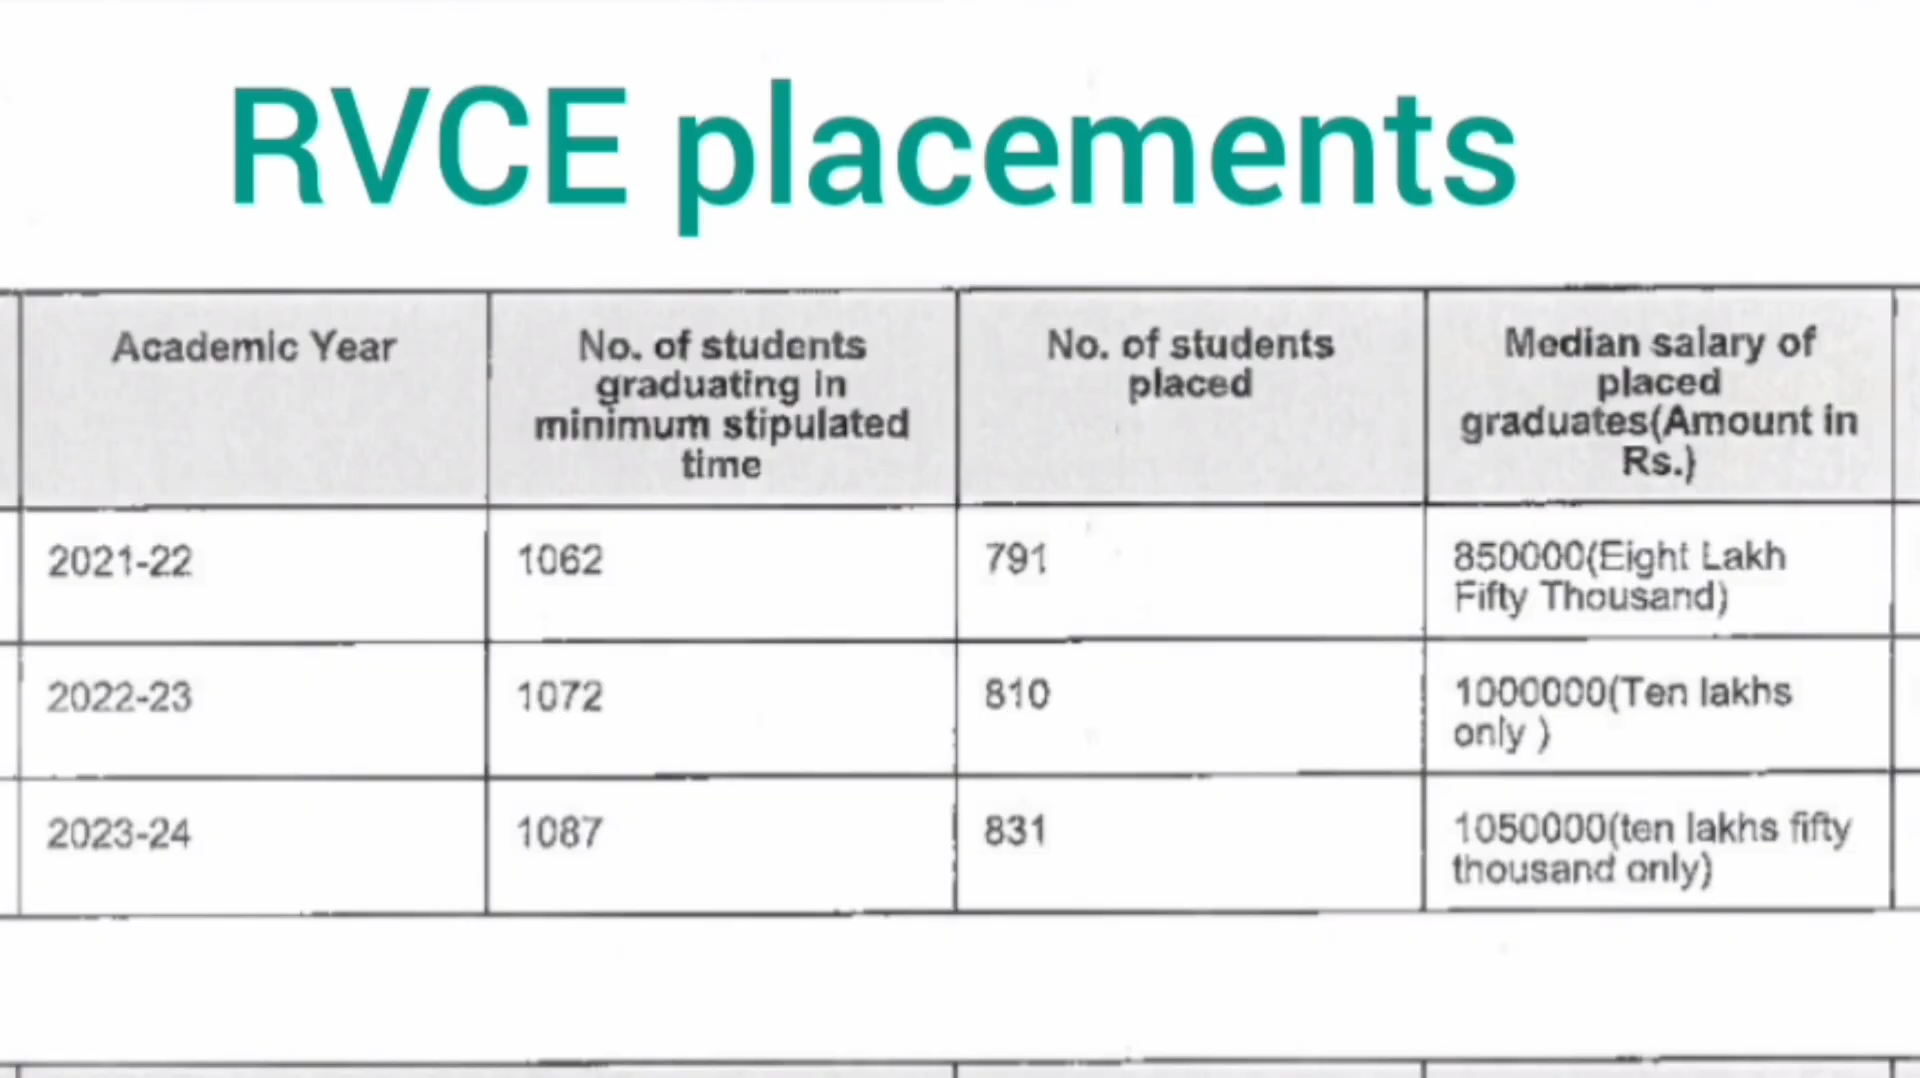 RVCE placements
Academic Year
No. of students
graduating in
minimum stipulated
time
No. of students
placed
Median salary of
placed
graduates(Amount in
Rs.)
2021-22
1062
791
850000(Eight Lakh
Fifty Thousand)
2022-23
1072
810
1000000(Ten lakhs
only )
2023-24
1087
831
1050000(ten lakhs fifty
thousand only)